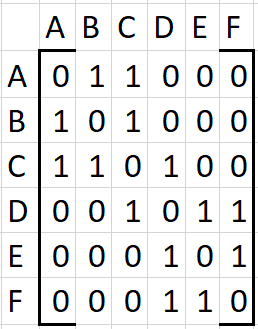 A B C D E F
A 0 1 1 0 0 0
B 1 0 1 0 0 0
C 1 1 0 1 0 0
D 0 0 1 0 1 1
E 0 0 0 1 0 1
F 0 0 0 1 1 0